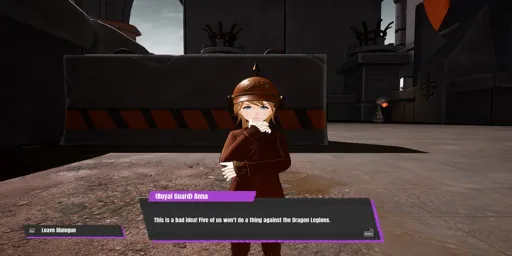 (Royal Guard) Anna
This is a bad idea! Five of us won't do a thing against the Dragon Legions.
Leave Dialogue